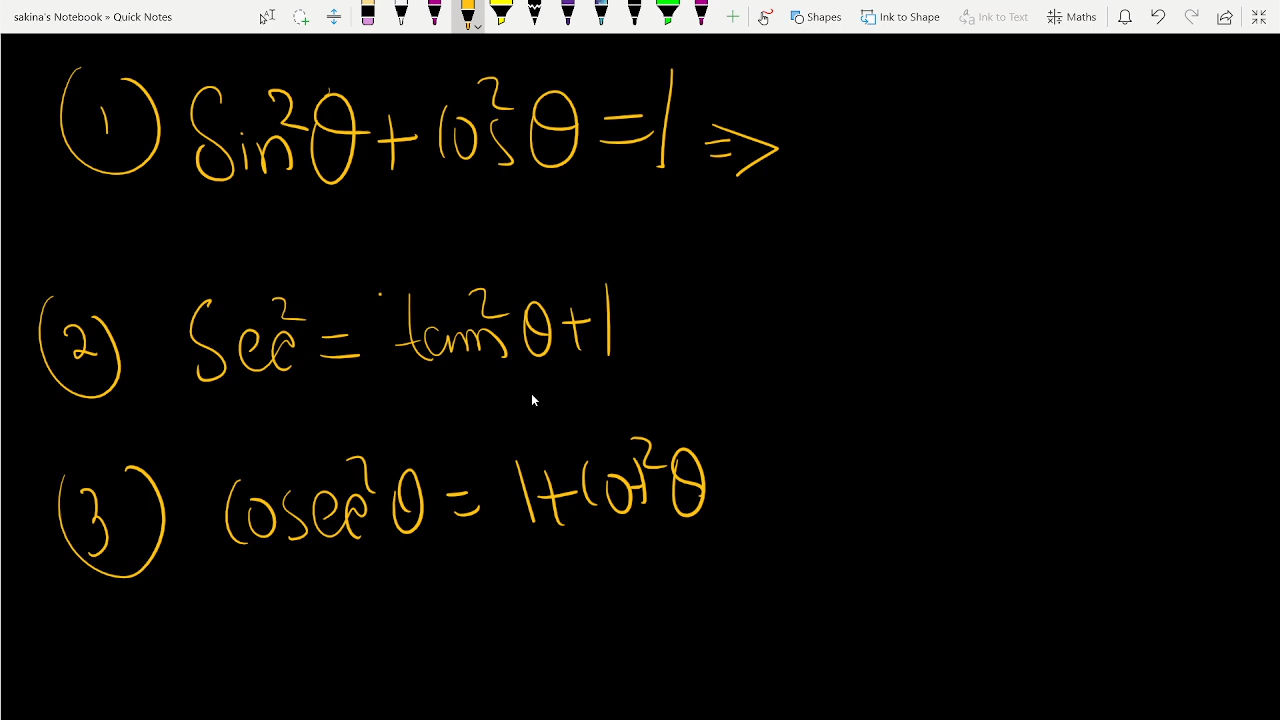 sakina's Notebook » Quick Notes
Shapes Ink to Shape Ink to Text Maths
① Sin²θ + cos²θ = 1 ⇒
② Sec² = tan²θ + 1
③ Cosec²θ = 1 + cot²θ